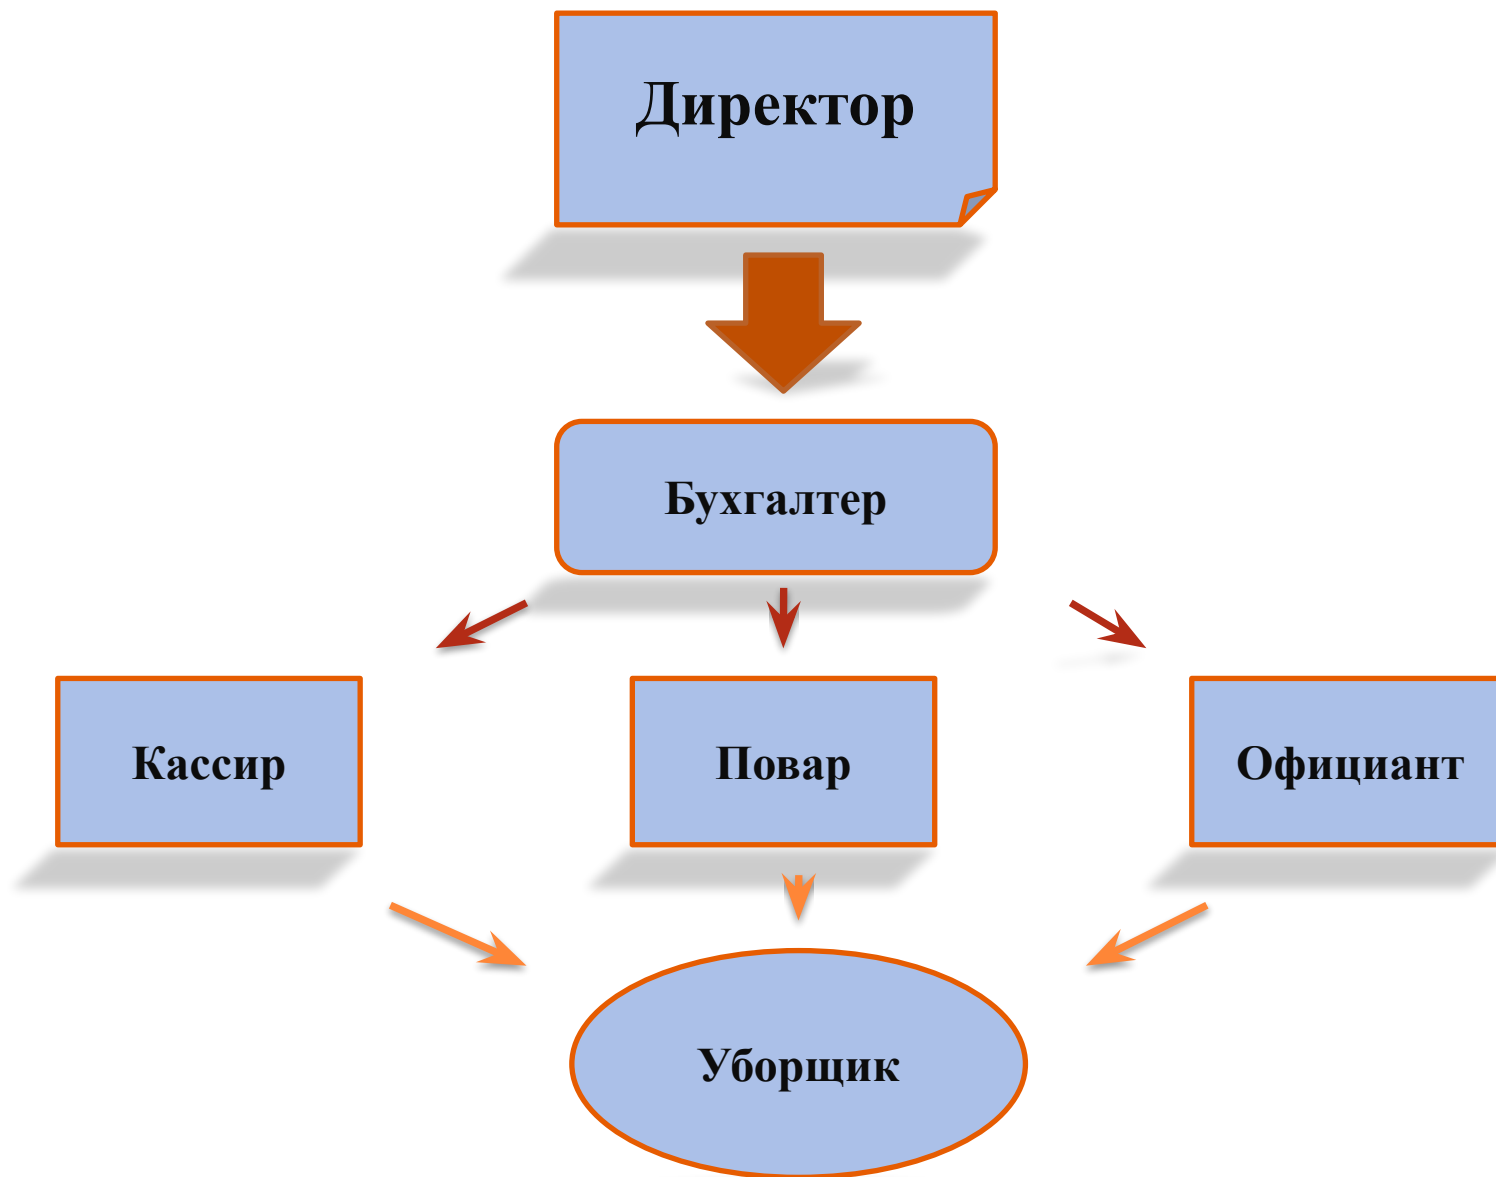 Директор
Бухгалтер
Кассир
Повар
Официант
Уборщик